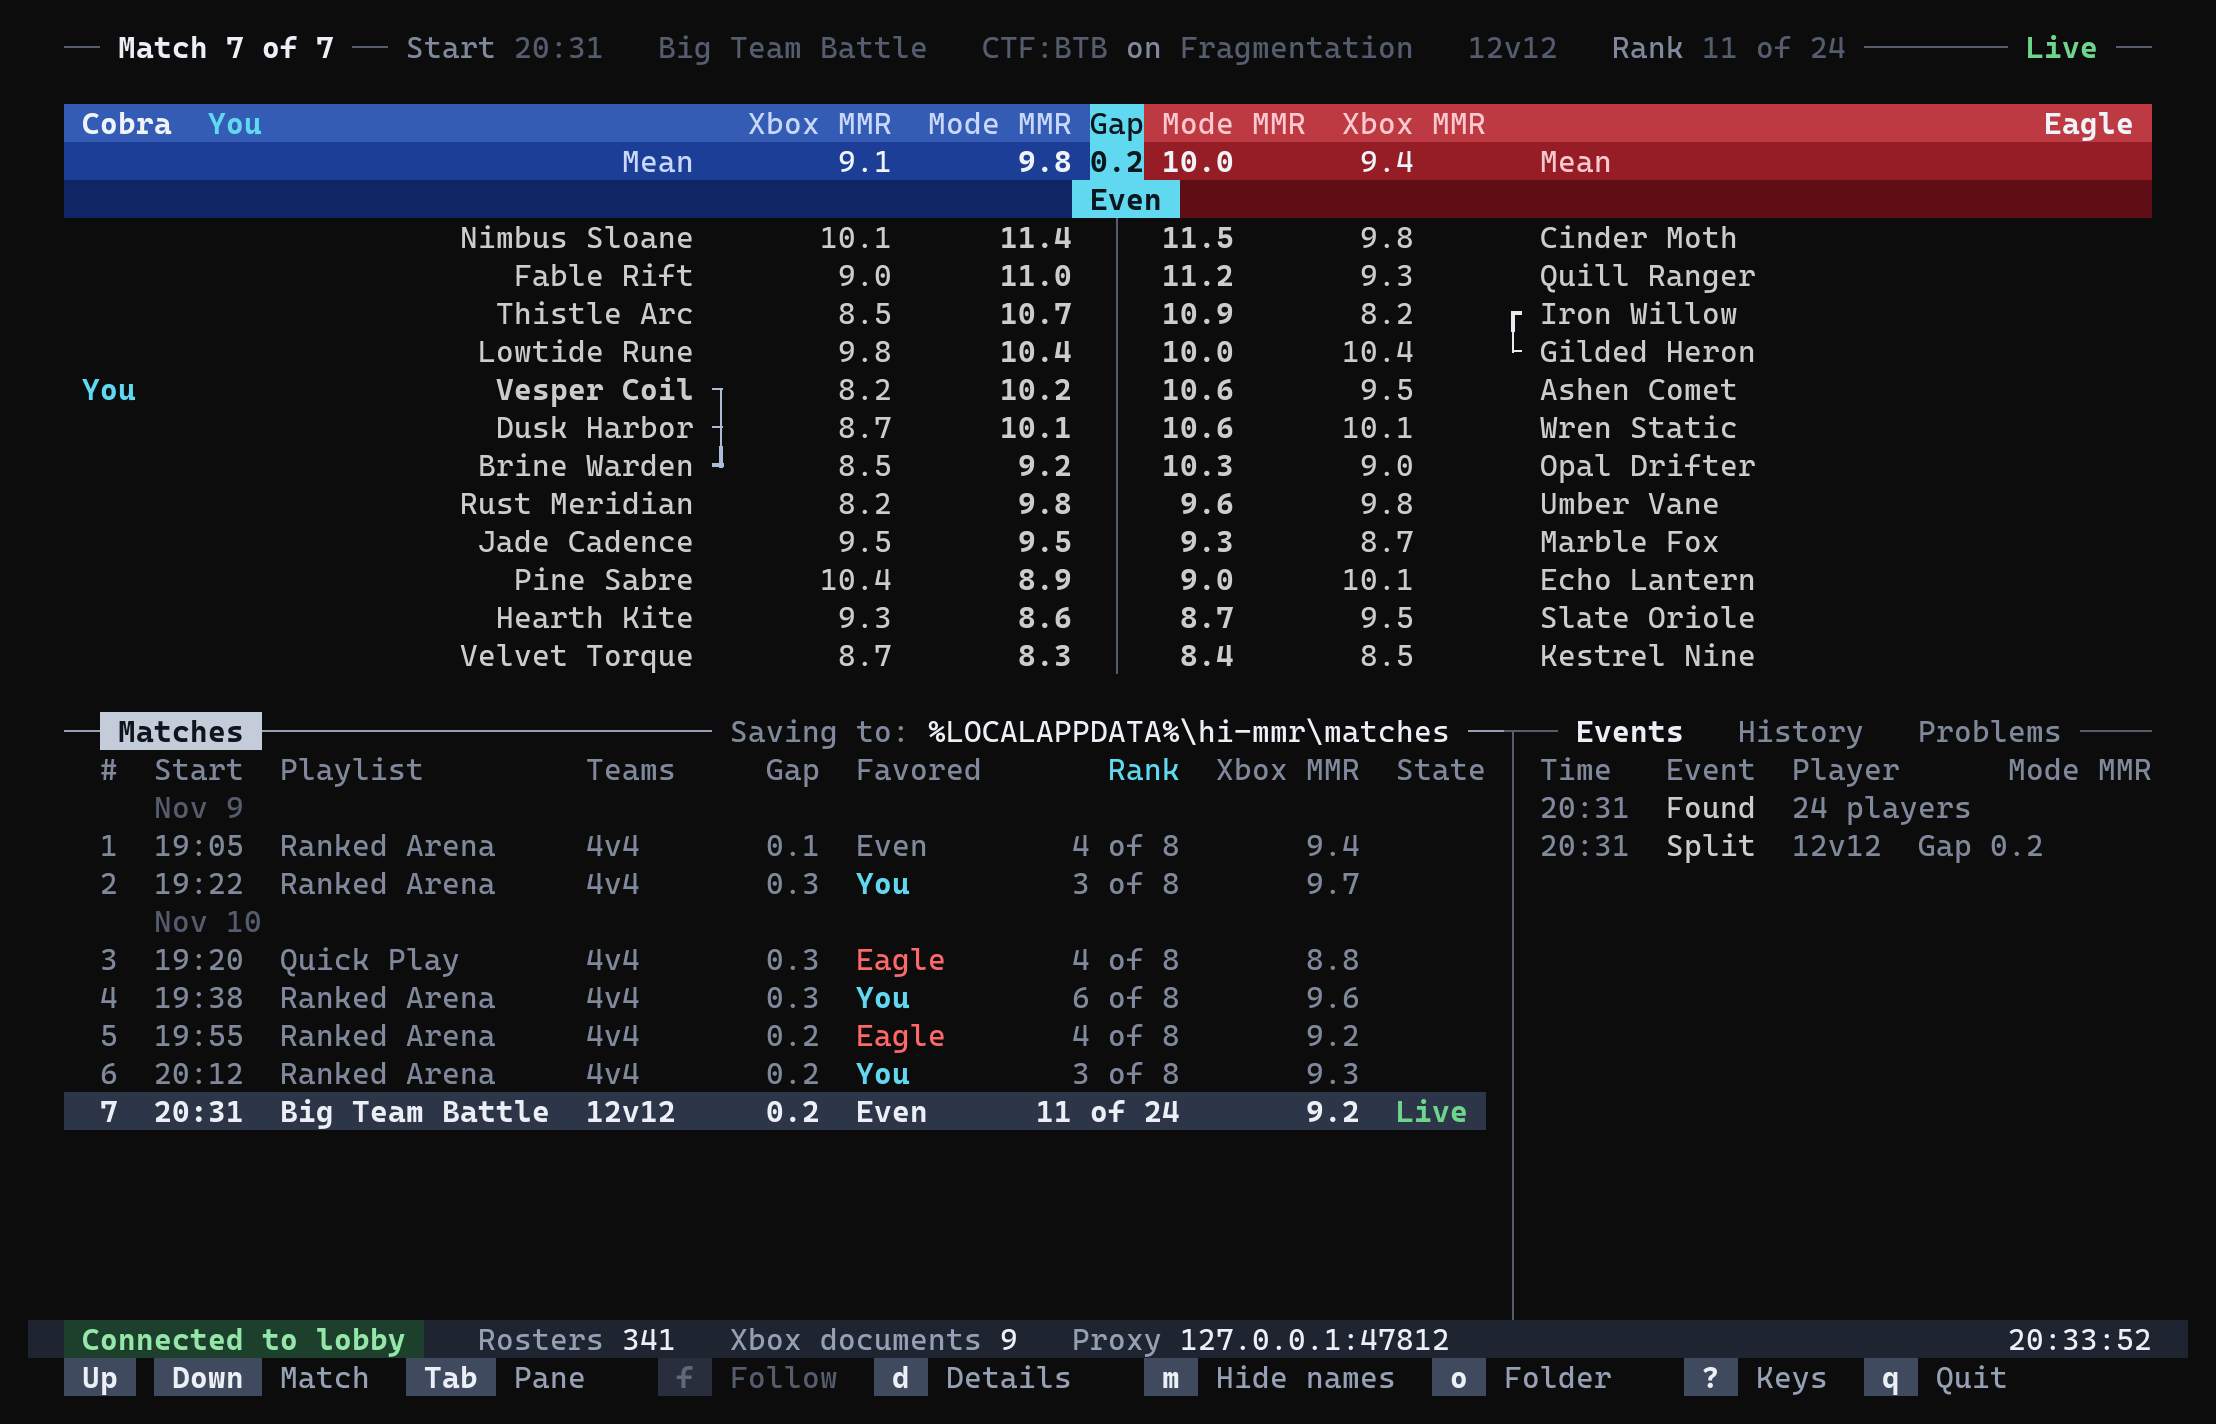 Match 7 of 7 Start 20:31 Big Team Battle CTF:BTB on Fragmentation 12v12 Rank 11 of 24 Live
Cobra You Xbox MMR Mode MMR Gap Mode MMR Xbox MMR Eagle
Mean 9.1 9.8 0.2 10.0 9.4 Mean
Even
Nimbus Sloane 10.1 11.4 11.5 9.8 Cinder Moth
Fable Rift 9.0 11.0 11.2 9.3 Quill Ranger
Thistle Arc 8.5 10.7 10.9 8.2 Iron Willow
Lowtide Rune 9.8 10.4 10.0 10.4 Gilded Heron
You Vesper Coil 8.2 10.2 10.6 9.5 Ashen Comet
Dusk Harbor 8.7 10.1 10.6 10.1 Wren Static
Brine Warden 8.5 9.2 10.3 9.0 Opal Drifter
Rust Meridian 8.2 9.8 9.6 9.8 Umber Vane
Jade Cadence 9.5 9.5 9.3 8.7 Marble Fox
Pine Sabre 10.4 8.9 9.0 10.1 Echo Lantern
Hearth Kite 9.3 8.6 8.7 9.5 Slate Oriole
Velvet Torque 8.7 8.3 8.4 8.5 Kestrel Nine
Matches Saving to: %LOCALAPPDATA%\hi-mmr\matches
# Start Playlist Teams Gap Favored Rank Xbox MMR State
Nov 9
1 19:05 Ranked Arena 4v4 0.1 Even 4 of 8 9.4
2 19:22 Ranked Arena 4v4 0.3 You 3 of 8 9.7
Nov 10
3 19:20 Quick Play 4v4 0.3 Eagle 4 of 8 8.8
4 19:38 Ranked Arena 4v4 0.3 You 6 of 8 9.6
5 19:55 Ranked Arena 4v4 0.2 Eagle 4 of 8 9.2
6 20:12 Ranked Arena 4v4 0.2 You 3 of 8 9.3
7 20:31 Big Team Battle 12v12 0.2 Even 11 of 24 9.2 Live
Events History Problems
Time Event Player Mode MMR
20:31 Found 24 players
20:31 Split 12v12 Gap 0.2
Connected to lobby Rosters 341 Xbox documents 9 Proxy 127.0.0.1:47812 20:33:52
Up Down Match Tab Pane f Follow d Details m Hide names o Folder ? Keys q Quit